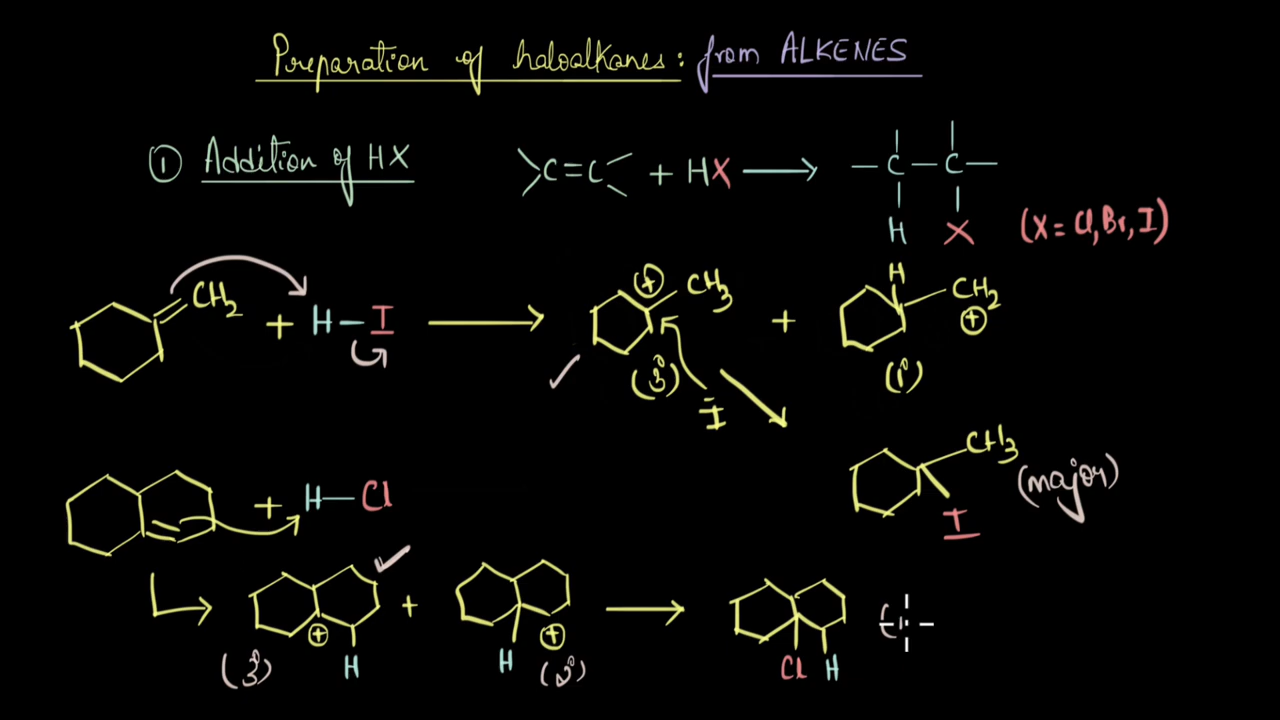 Preparation of haloalkanes: from ALKENES
① Addition of HX >C=C< + HX ⟶ —C—C—
H X (X = Cl, Br, I)
CH2 + H—I ⟶ ⊕ CH3 + H CH2 ⊕
(3°) (1°)
Ī
CH3 (major)
I
+ H—Cl
⊕ H + H ⊕ ⟶ Cl H (
(3°) (2°)